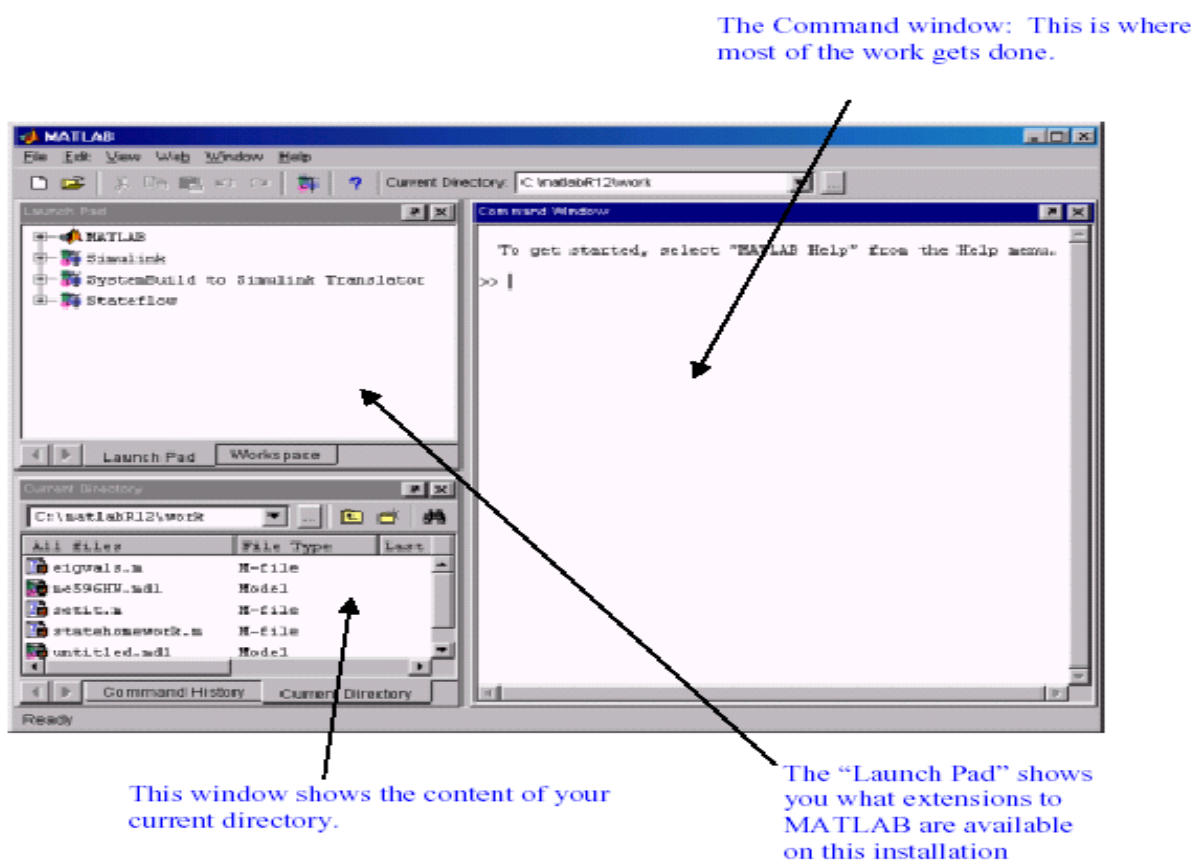 The Command window: This is where
most of the work gets done.
MATLAB
File Edit View Web Window Help
Current Directory: C:\matlabR12\work
Launch Pad
MATLAB
Simulink
SystemBuild to Simulink Translator
Stateflow
Launch Pad Workspace
Command Window
To get started, select "MATLAB Help" from the Help menu.
>>
Current Directory
C:\matlabR12\work
All files File Type Last
eigvals.m M-file
me596HW.mdl Model
setit.m M-file
statehomework.m M-file
untitled.mdl Model
Command History Current Directory
Ready
This window shows the content of your
current directory.
The “Launch Pad” shows
you what extensions to
MATLAB are available
on this installation